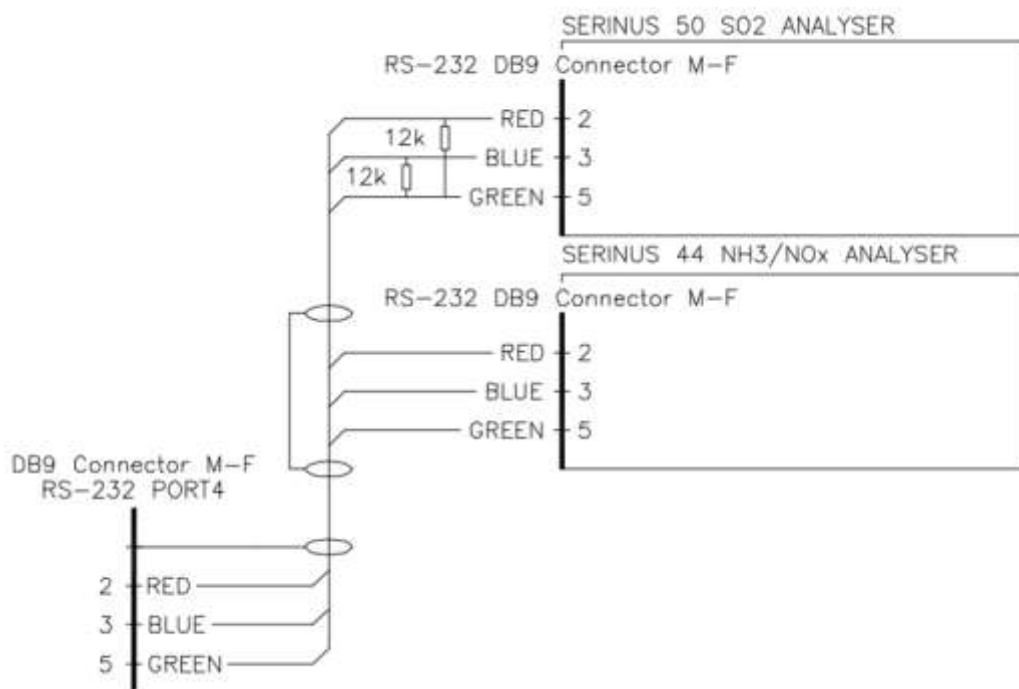 SERINUS 50 SO2 ANALYSER
RS-232 DB9 Connector M-F
RED 2
12k
BLUE 3
12k
GREEN 5
SERINUS 44 NH3/NOx ANALYSER
RS-232 DB9 Connector M-F
RED 2
BLUE 3
GREEN 5
DB9 Connector M-F
RS-232 PORT4
2 RED
3 BLUE
5 GREEN